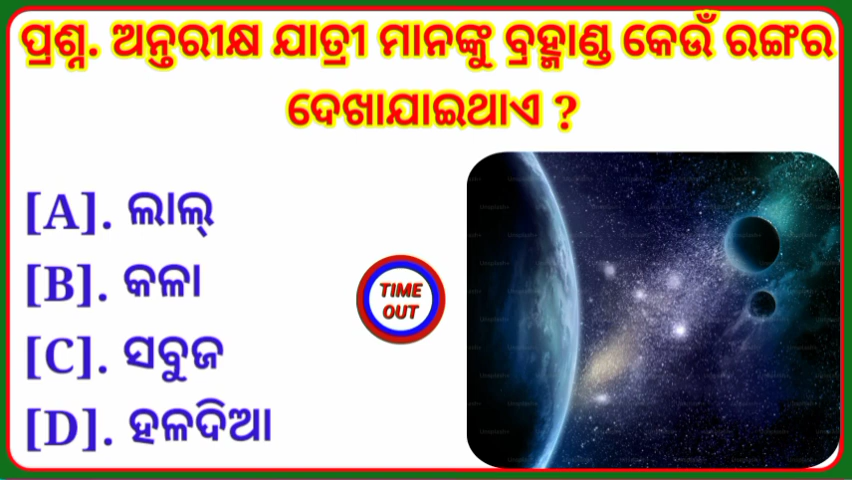 ପ୍ରଶ୍ନ. ଅନ୍ତରୀକ୍ଷ ଯାତ୍ରୀ ମାନଙ୍କୁ ବ୍ରହ୍ମାଣ୍ଡ କେଉଁ ରଙ୍ଗର
ଦେଖାଯାଇଥାଏ ?
[A]. ଲାଲ୍
[B]. କଳା
[C]. ସବୁଜ
[D]. ହଳଦିଆ
TIME
OUT